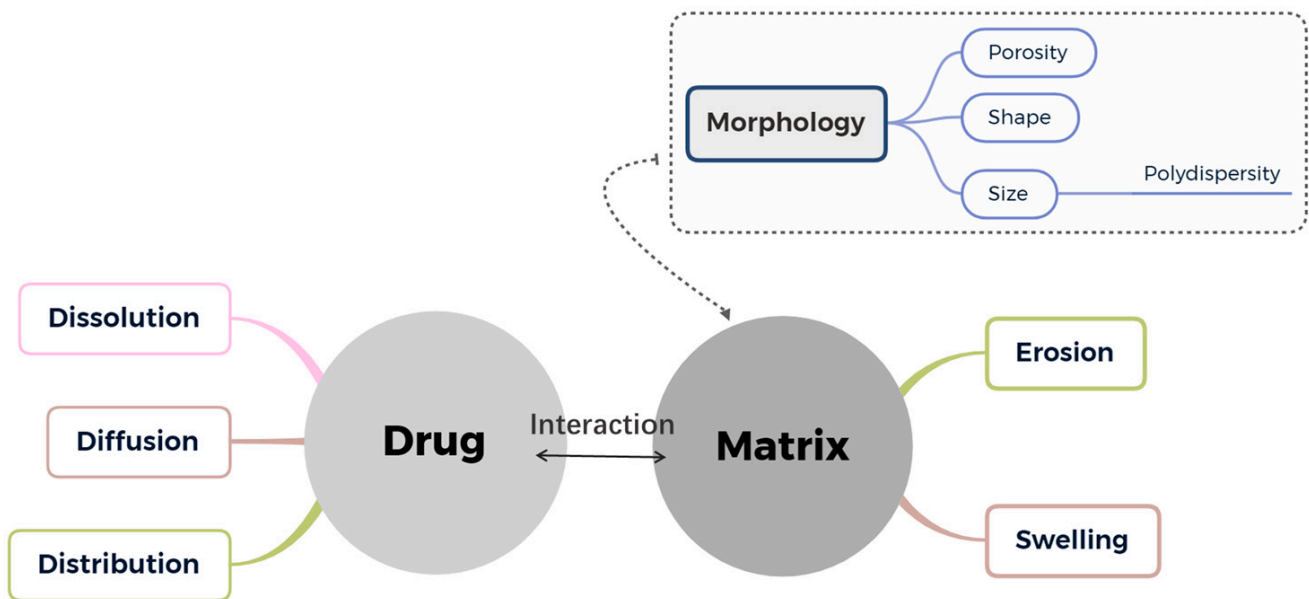 Porosity
Morphology
Shape
Polydispersity
Size
Dissolution
Erosion
Interaction
Diffusion
Drug
Matrix
Swelling
Distribution